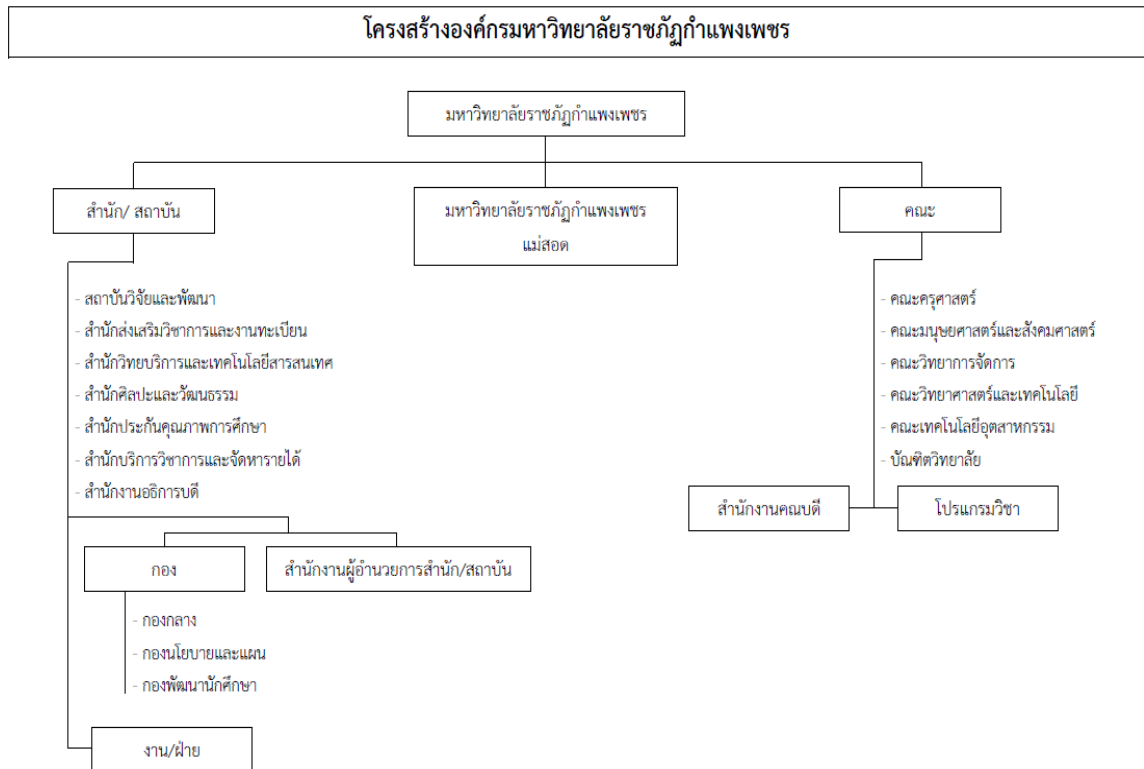 โครงสร้างองค์กรมหาวิทยาลัยราชภัฏกำแพงเพชร
มหาวิทยาลัยราชภัฏกำแพงเพชร
สำนัก/ สถาบัน
มหาวิทยาลัยราชภัฏกำแพงเพชร
แม่สอด
คณะ
- สถาบันวิจัยและพัฒนา
- สำนักส่งเสริมวิชาการและงานทะเบียน
- สำนักวิทยบริการและเทคโนโลยีสารสนเทศ
- สำนักศิลปะและวัฒนธรรม
- สำนักประกันคุณภาพการศึกษา
- สำนักบริการวิชาการและจัดหารายได้
- สำนักงานอธิการบดี
- คณะครุศาสตร์
- คณะมนุษยศาสตร์และสังคมศาสตร์
- คณะวิทยาการจัดการ
- คณะวิทยาศาสตร์และเทคโนโลยี
- คณะเทคโนโลยีอุตสาหกรรม
- บัณฑิตวิทยาลัย
สำนักงานคณบดี
โปรแกรมวิชา
กอง
สำนักงานผู้อำนวยการสำนัก/สถาบัน
- กองกลาง
- กองนโยบายและแผน
- กองพัฒนานักศึกษา
งาน/ฝ่าย